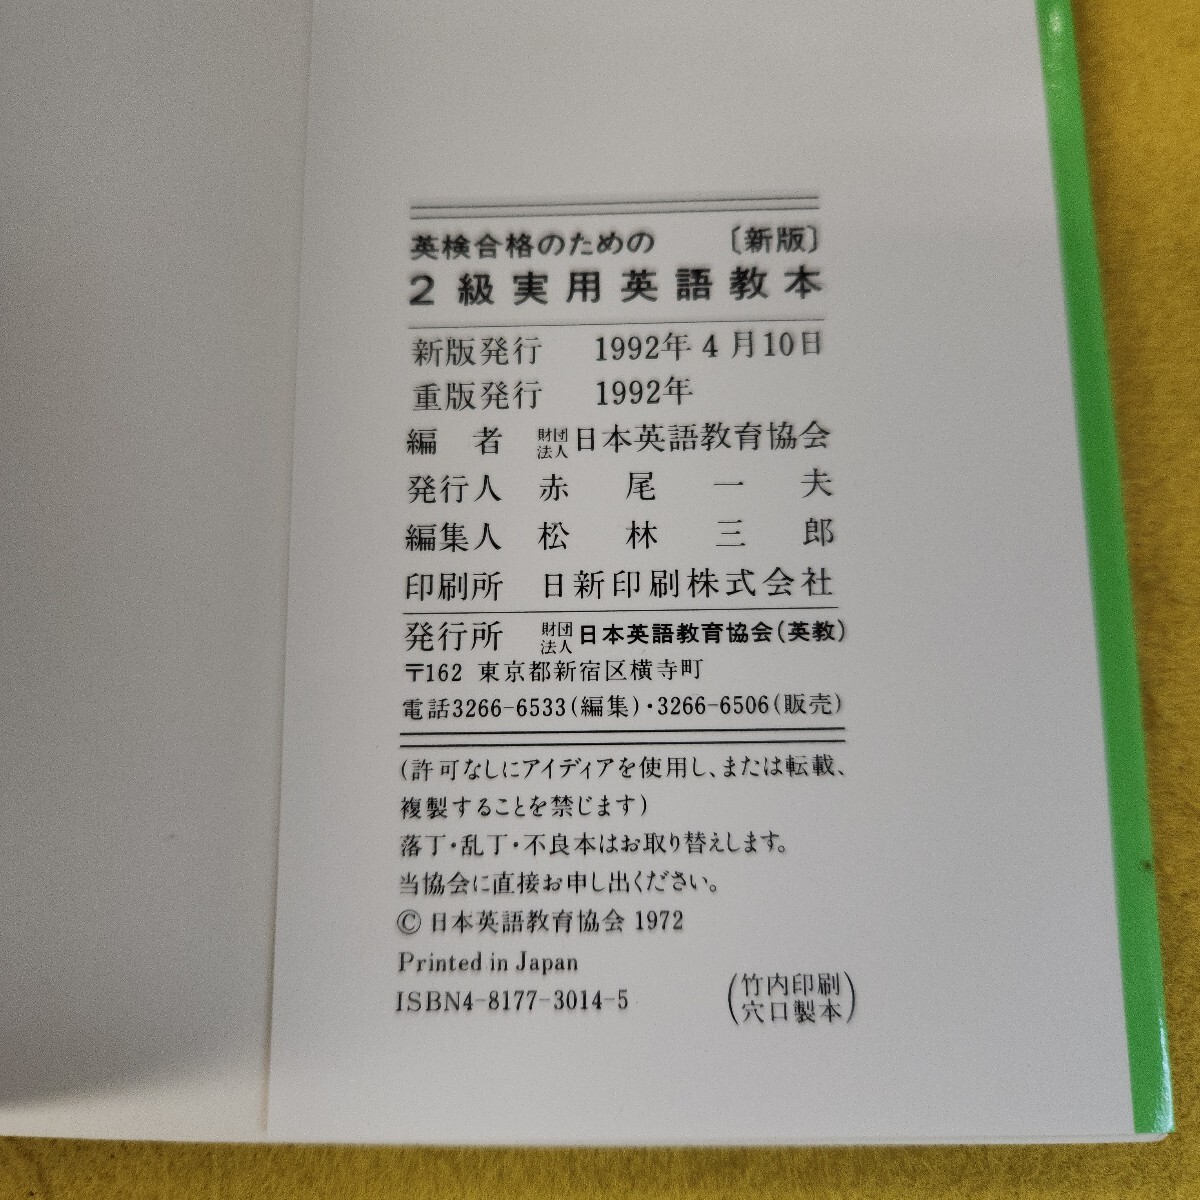 英検合格のための 〔新版〕
2級実用英語教本
新版発行 1992年4月10日
重版発行 1992年
編者 財団法人日本英語教育協会
発行人 赤尾一夫
編集人 松林三郎
印刷所 日新印刷株式会社
発行所 財団法人日本英語教育協会(英教)
〒162 東京都新宿区横寺町
電話3266-6533(編集)・3266-6506(販売)
(許可なしにアイディアを使用し、または転載、
複製することを禁じます)
落丁・乱丁・不良本はお取り替えします。
当協会に直接お申し出ください。
©日本英語教育協会 1972
Printed in Japan
ISBN4-8177-3014-5
(竹内印刷
穴口製本)